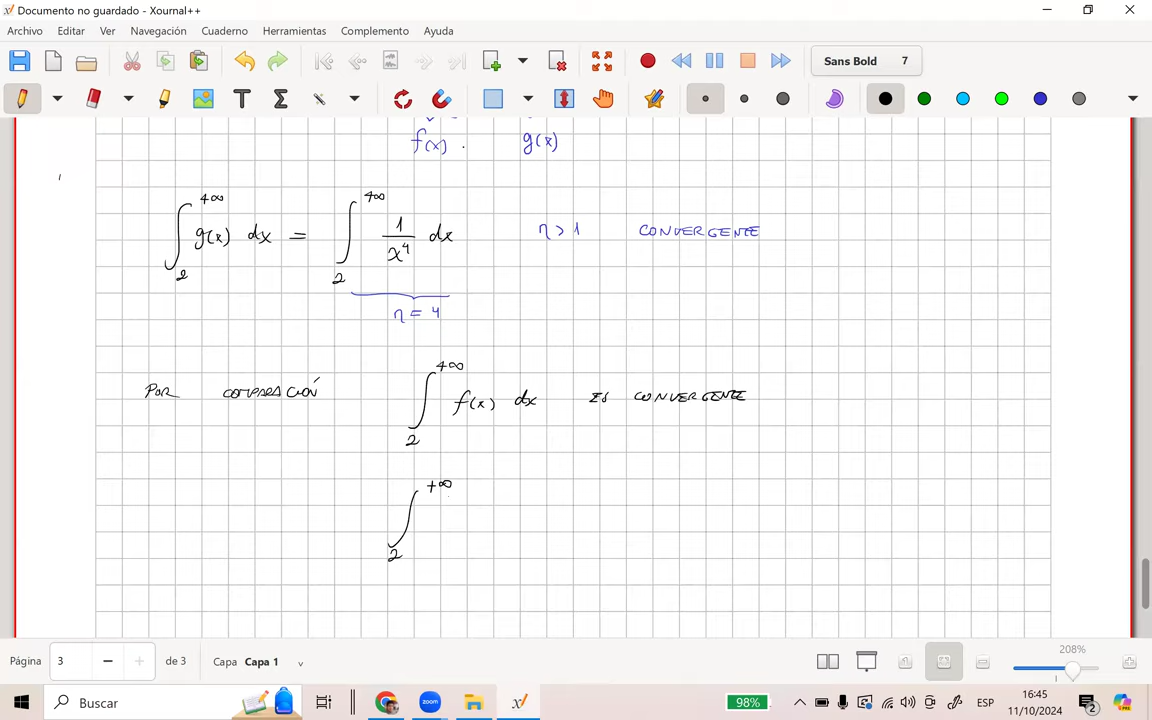 Documento no guardado - Xournal++
Archivo Editar Ver Navegación Cuaderno Herramientas Complemento Ayuda
Sans Bold 7
f(x) . g(x)
∫₂^{+∞} g(x) dx = ∫₂^{+∞} 1/x⁴ dx n > 1 CONVERGENTE
n = 4
POR COMPARACIÓN ∫₂^{+∞} f(x) dx ES CONVERGENTE
∫₂^{+∞}
Página 3 de 3 Capa Capa 1 208%
Buscar zoom 98% ESP 16:45
11/10/2024 2